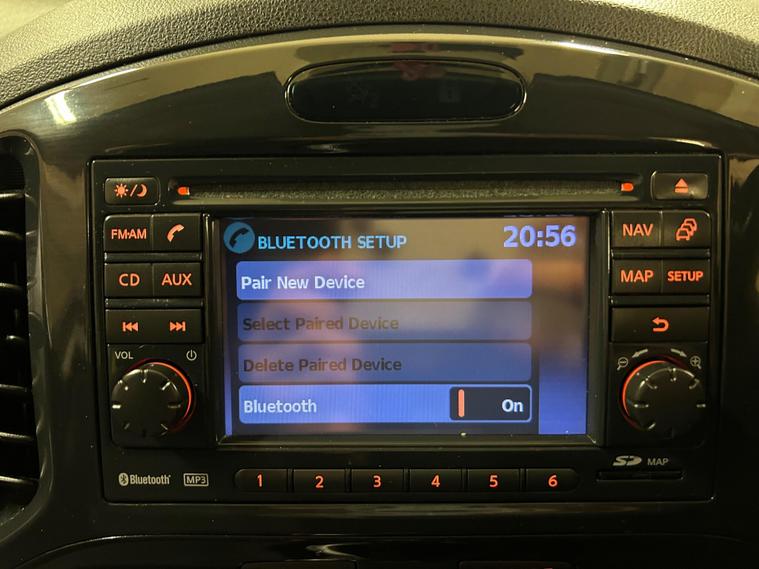 FM·AM
CD AUX
VOL
BLUETOOTH SETUP 20:56
Pair New Device
Select Paired Device
Delete Paired Device
Bluetooth On
NAV
MAP SETUP
Bluetooth® MP3
1 2 3 4 5 6
SD MAP